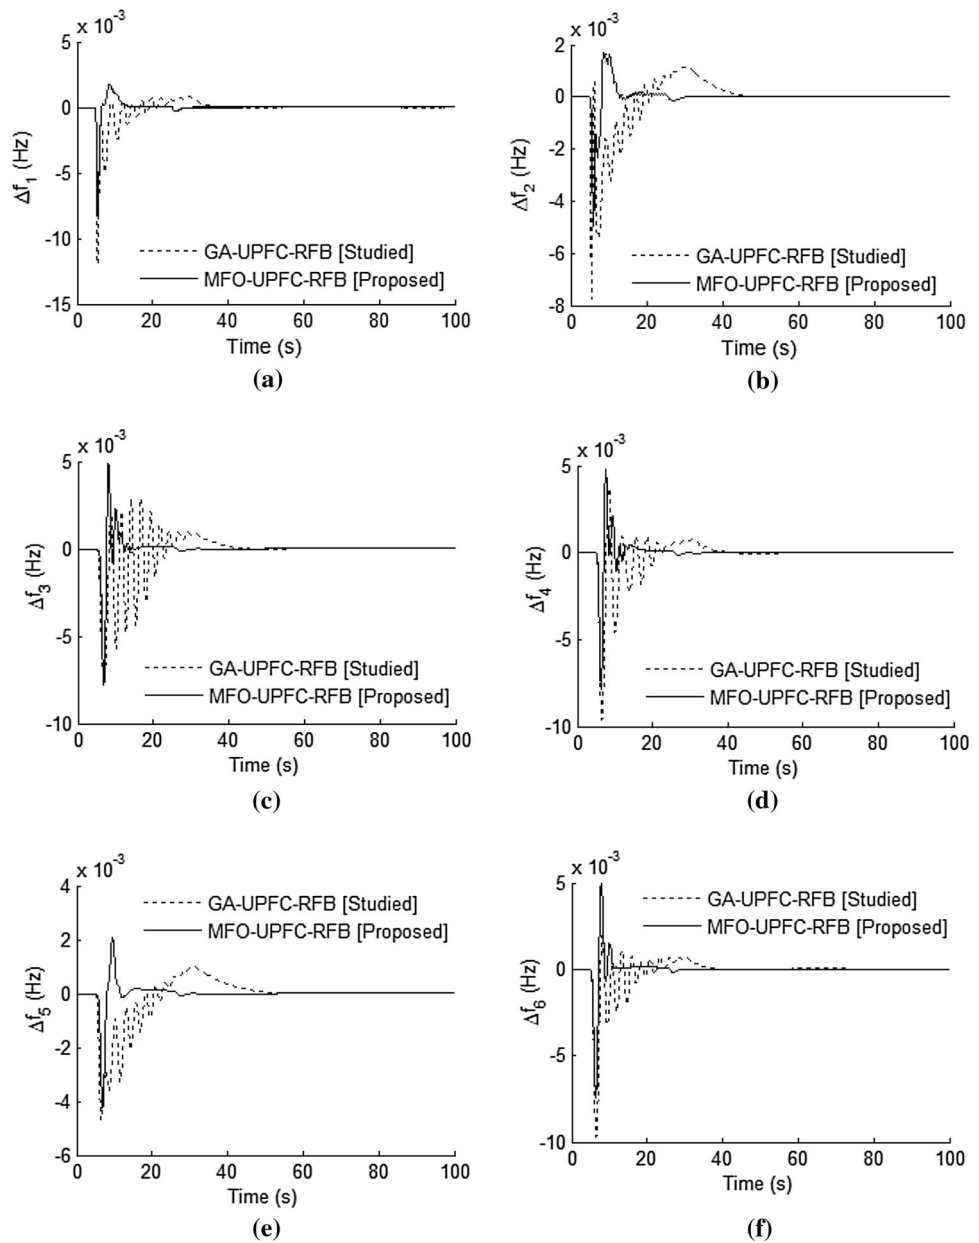 x 10^-3
5
0
-5
-10
-15
Δf_1 (Hz)
GA-UPFC-RFB [Studied]
MFO-UPFC-RFB [Proposed]
0 20 40 60 80 100
Time (s)
(a)
x 10^-3
2
0
-2
-4
-6
-8
Δf_2 (Hz)
GA-UPFC-RFB [Studied]
MFO-UPFC-RFB [Proposed]
0 20 40 60 80 100
Time (s)
(b)
x 10^-3
5
0
-5
-10
Δf_3 (Hz)
GA-UPFC-RFB [Studied]
MFO-UPFC-RFB [Proposed]
0 20 40 60 80 100
Time (s)
(c)
x 10^-3
5
0
-5
-10
Δf_4 (Hz)
GA-UPFC-RFB [Studied]
MFO-UPFC-RFB [Proposed]
0 20 40 60 80 100
Time (s)
(d)
x 10^-3
4
2
0
-2
-4
-6
Δf_5 (Hz)
GA-UPFC-RFB [Studied]
MFO-UPFC-RFB [Proposed]
0 20 40 60 80 100
Time (s)
(e)
x 10^-3
5
0
-5
-10
Δf_6 (Hz)
GA-UPFC-RFB [Studied]
MFO-UPFC-RFB [Proposed]
0 20 40 60 80 100
Time (s)
(f)